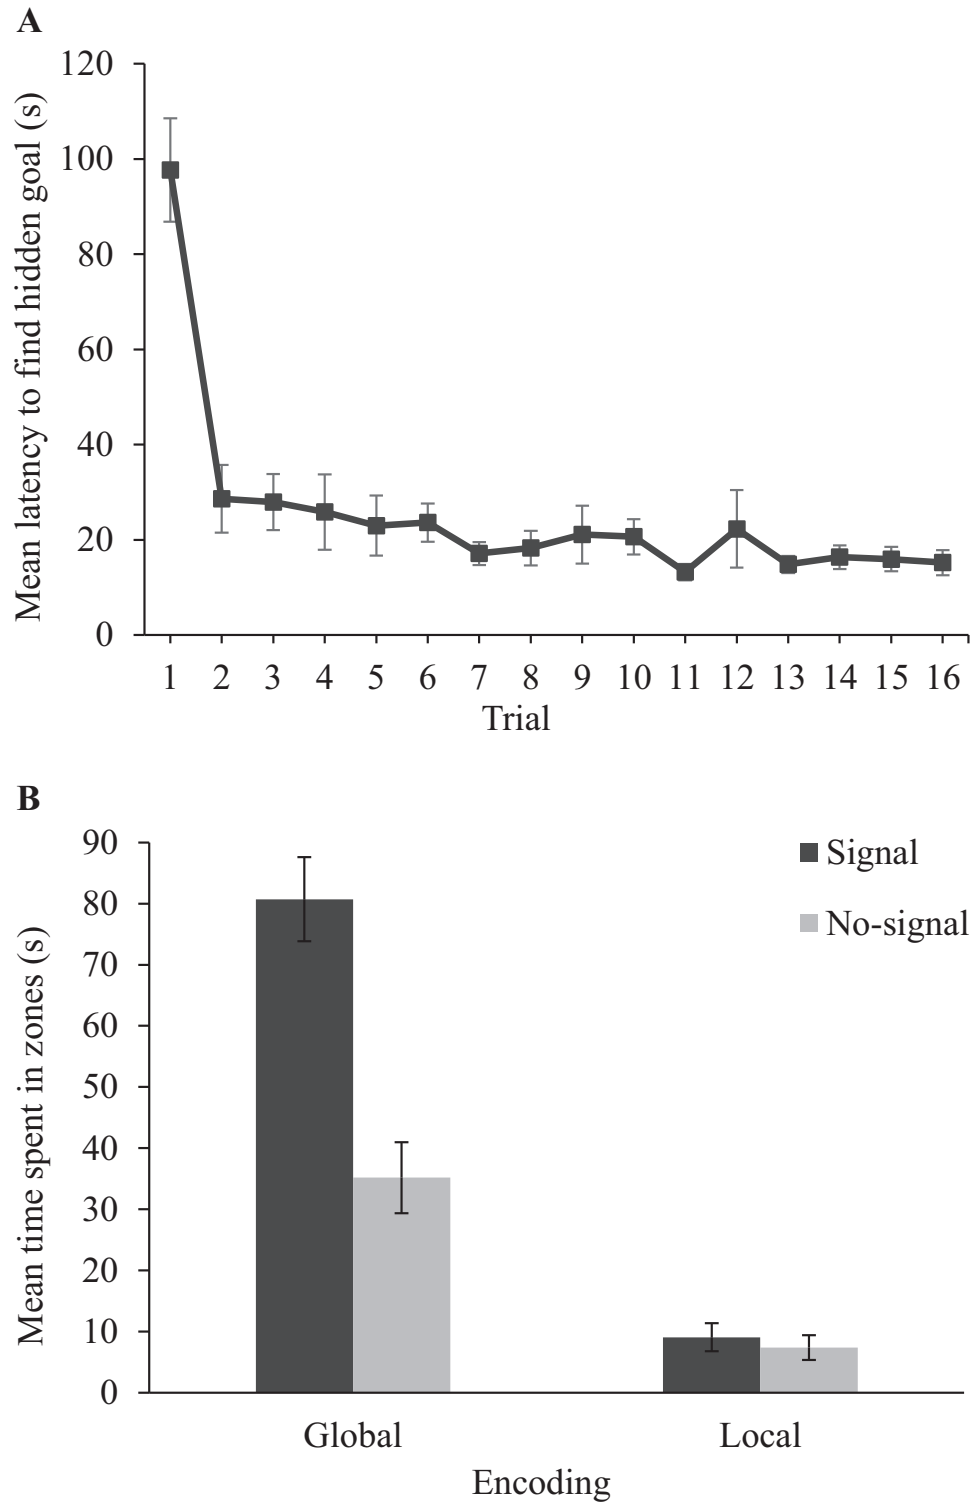 A
Mean latency to find hidden goal (s)
120
100
80
60
40
20
0
1 2 3 4 5 6 7 8 9 10 11 12 13 14 15 16
Trial
B
Mean time spent in zones (s)
90
80
70
60
50
40
30
20
10
0
Signal
No-signal
Global Local
Encoding